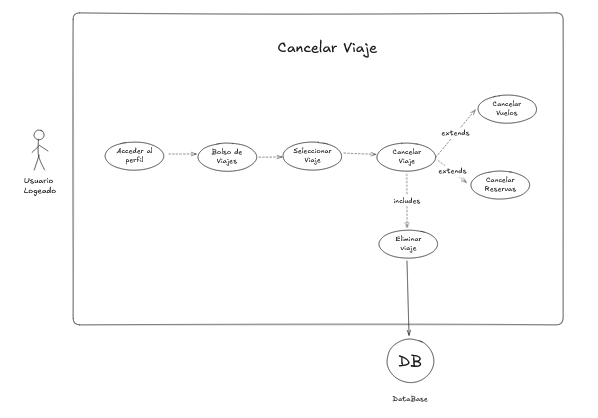 Cancelar Viaje
Cancelar
Vuelos
extends
Acceder al
perfil
Bolso de
Viajes
Seleccionar
Viaje
Cancelar
Viaje
extends
Cancelar
Reservas
Usuario
Logeado
includes
Eliminar
viaje
DB
DataBase